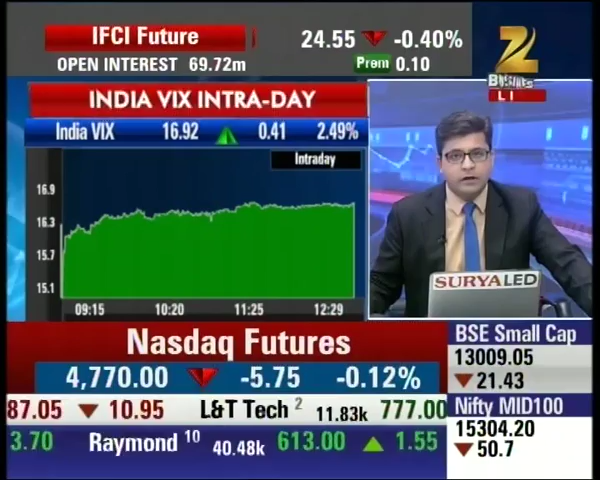 IFCI Future
OPEN INTEREST 69.72m
24.55 -0.40%
Prem 0.10
Z
LI
INDIA VIX INTRA-DAY
India VIX 16.92 0.41 2.49%
Intraday
16.9
16.3
15.7
15.1
09:15 10:20 11:25 12:29
SURYA LED
Nasdaq Futures
4,770.00 -5.75 -0.12%
BSE Small Cap
13009.05
21.43
Nifty MID100
15304.20
50.7
87.05 10.95 L&T Tech 2 11.83k 777.00
3.70 Raymond 10 40.48k 613.00 1.55